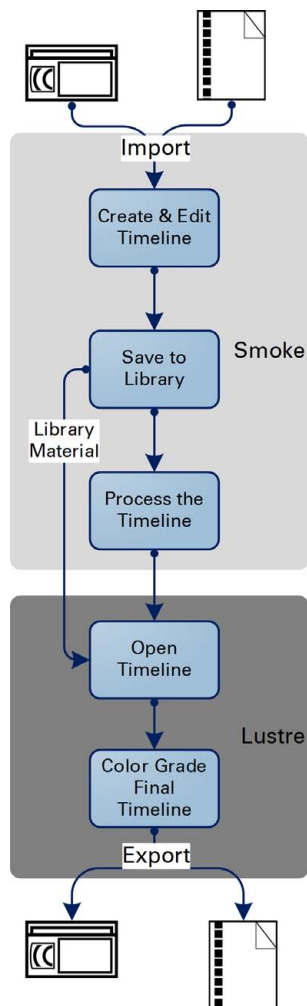 Import
Create & Edit
Timeline
Save to
Library
Smoke
Library
Material
Process the
Timeline
Open
Timeline
Lustre
Color Grade
Final
Timeline
Export